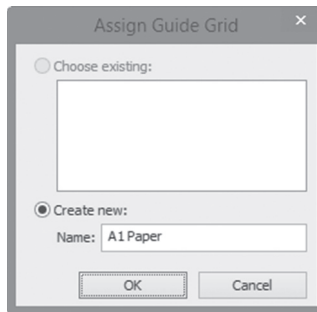 Assign Guide Grid
Choose existing:
Create new:
Name: A1 Paper
OK Cancel